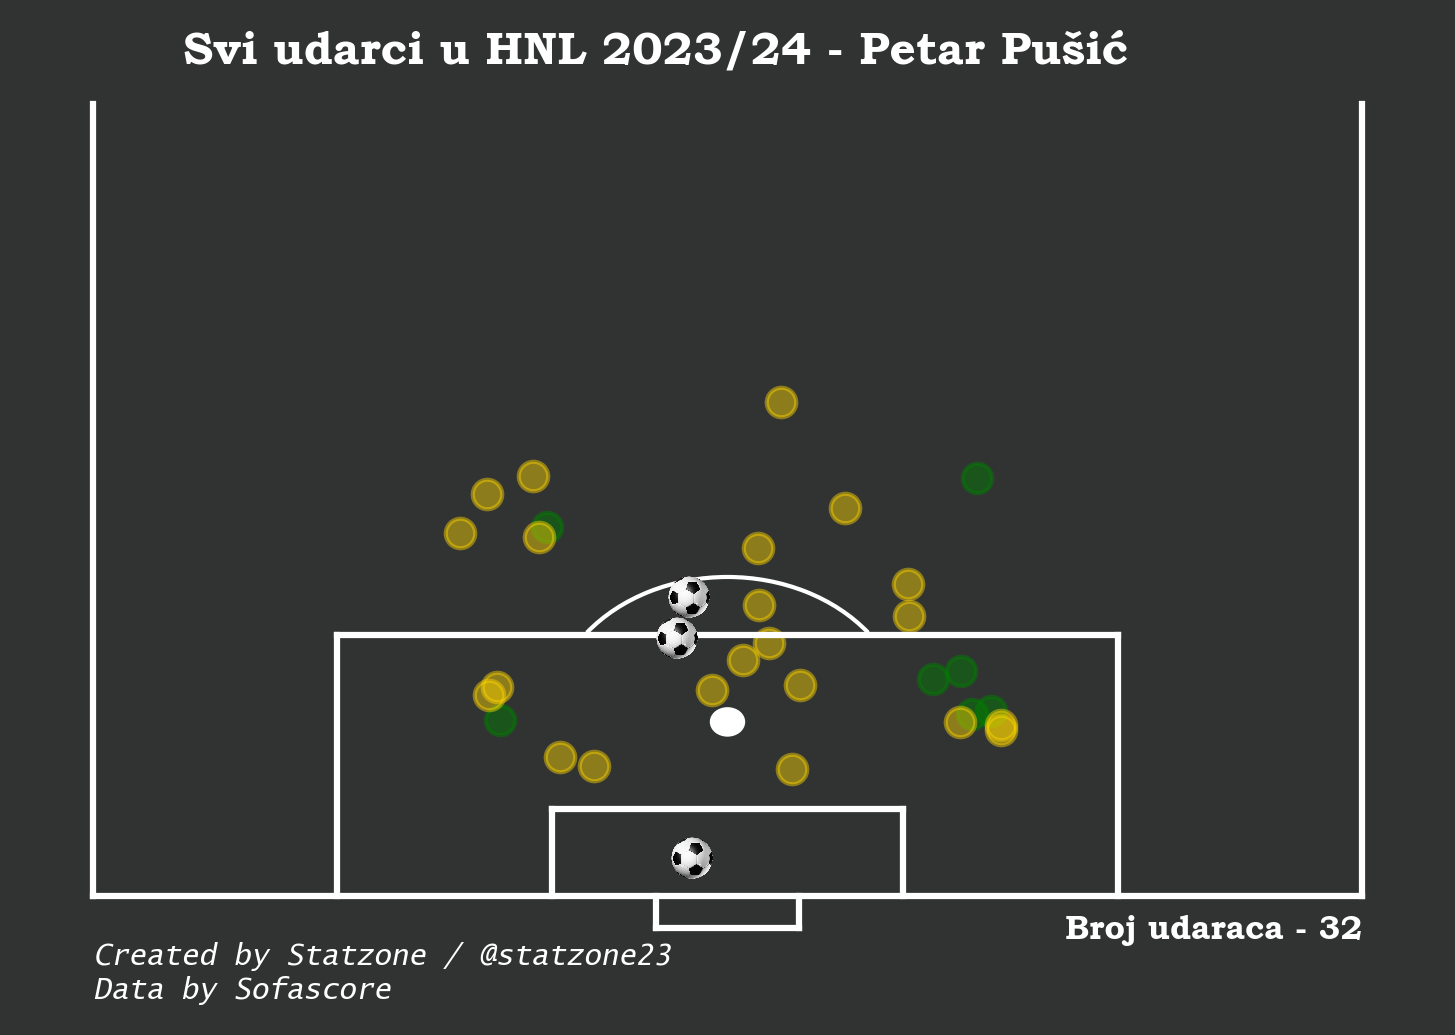 Svi udarci u HNL 2023/24 - Petar Pušić
Broj udaraca - 32
Created by Statzone / @statzone23
Data by Sofascore